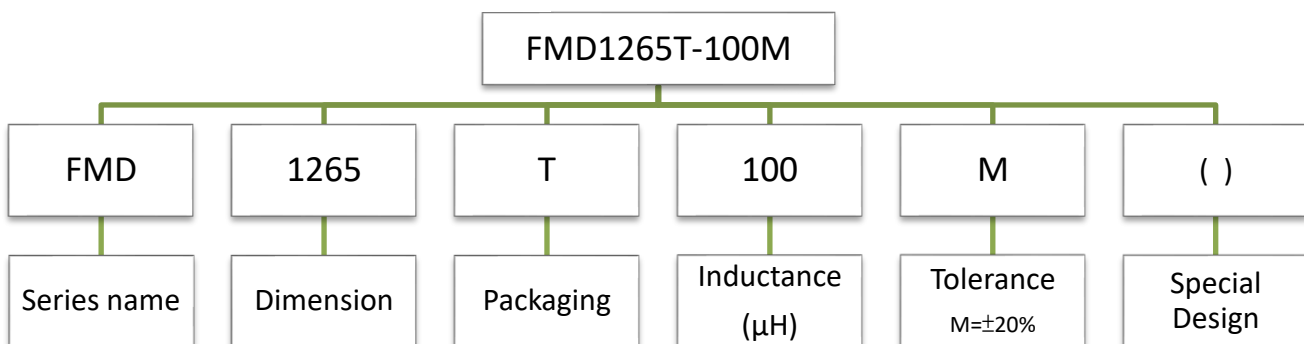 FMD1265T-100M
FMD
1265
T
100
M
( )
Series name
Dimension
Packaging
Inductance
(μH)
Tolerance
M=±20%
Special
Design